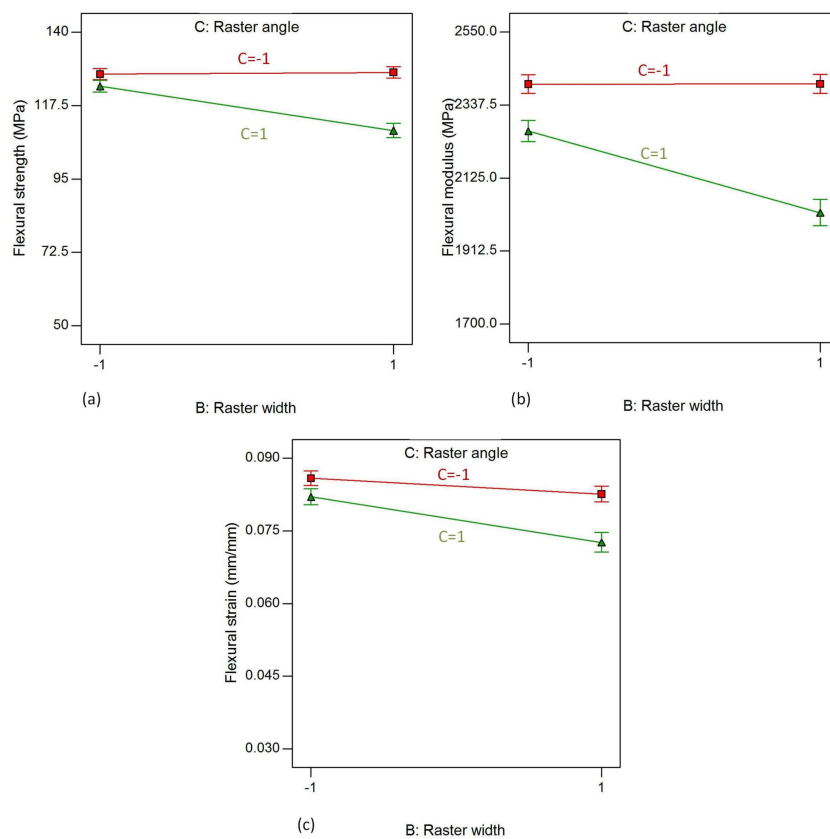 C: Raster angle
140
117.5
95
72.5
50
Flexural strength (MPa)
C=-1
C=1
-1
1
(a)
B: Raster width
C: Raster angle
2550.0
2337.5
2125.0
1912.5
1700.0
Flexural modulus (MPa)
C=-1
C=1
-1
1
(b)
B: Raster width
C: Raster angle
0.090
0.075
0.060
0.045
0.030
Flexural strain (mm/mm)
C=-1
C=1
-1
1
(c)
B: Raster width